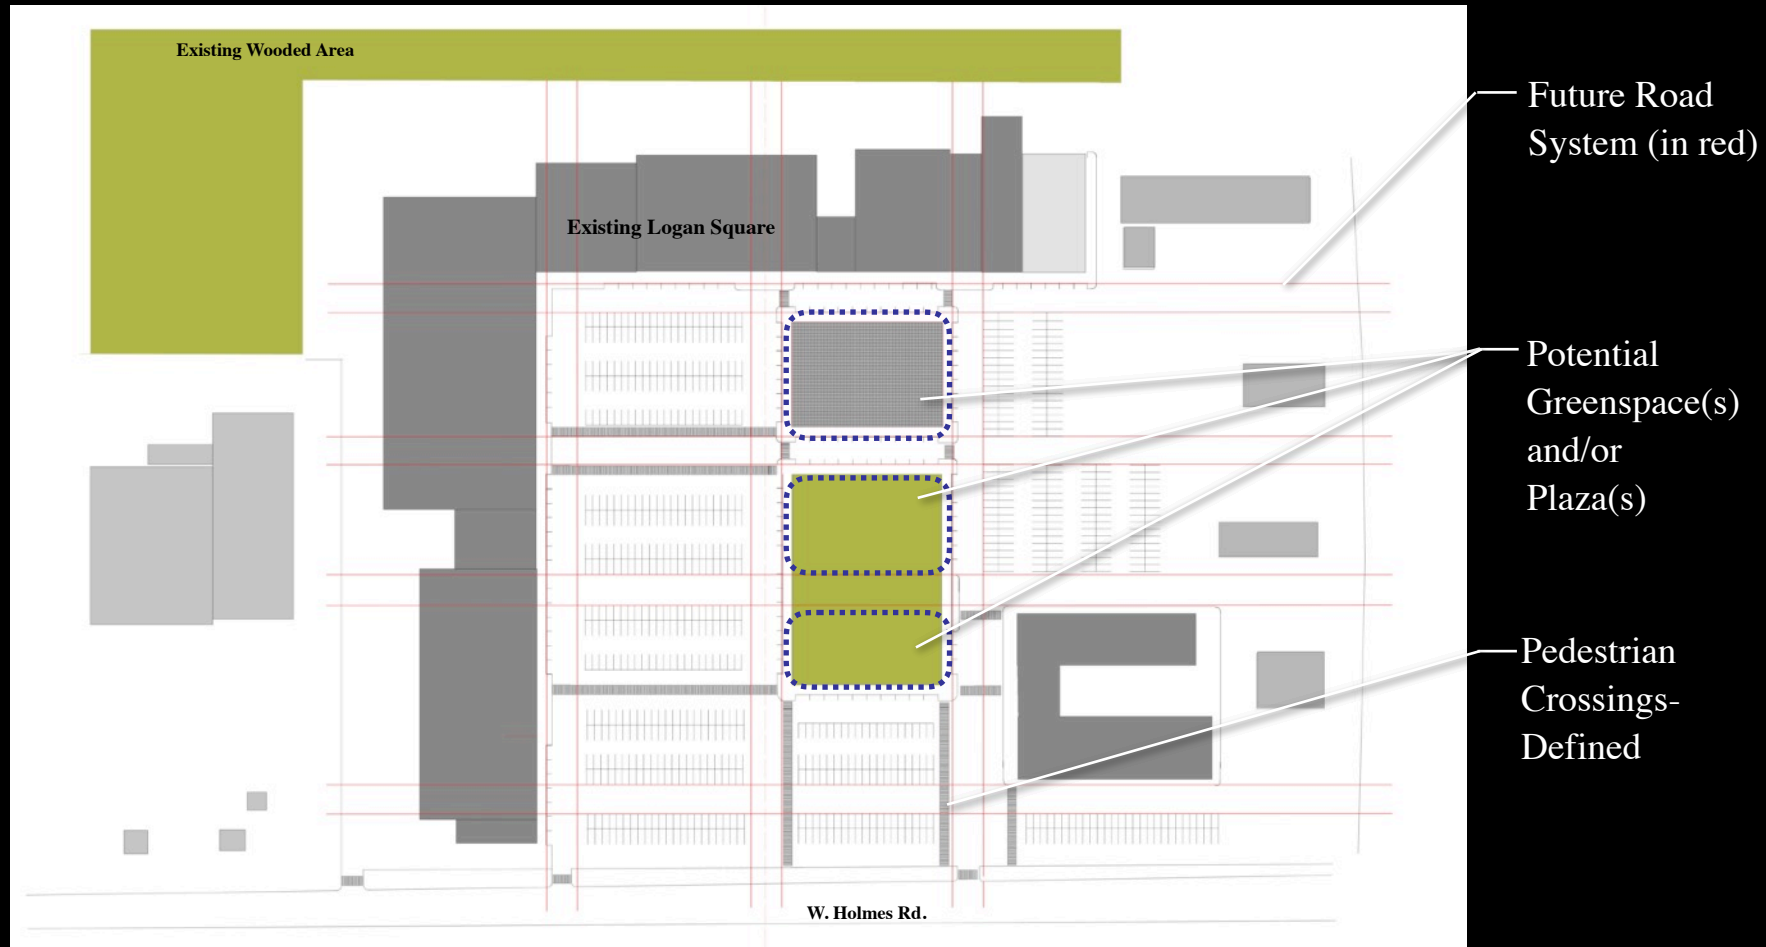 Existing Wooded Area
Existing Logan Square
W. Holmes Rd.
Future Road
System (in red)
Potential
Greenspace(s)
and/or
Plaza(s)
Pedestrian
Crossings-
Defined